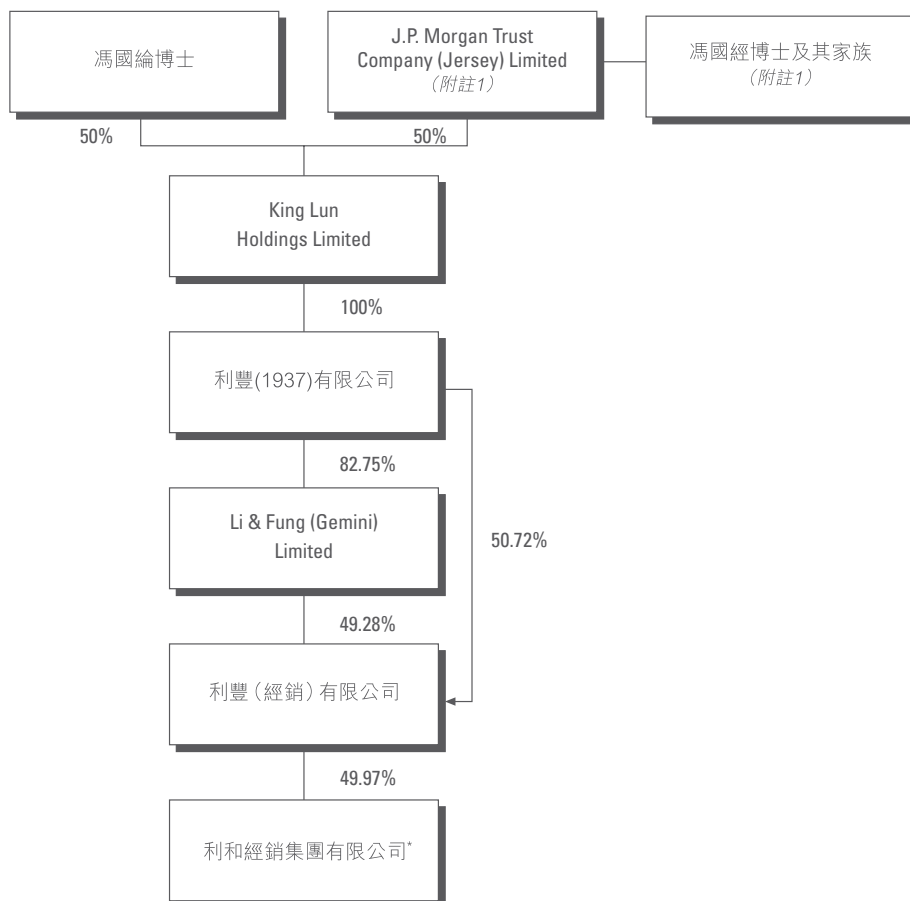 馮國綸博士
J.P. Morgan Trust
Company (Jersey) Limited
（附註1）
馮國經博士及其家族
（附註1）
50%
50%
King Lun
Holdings Limited
100%
利豐(1937)有限公司
82.75%
Li & Fung (Gemini)
Limited
50.72%
49.28%
利豐（經銷）有限公司
49.97%
利和經銷集團有限公司*